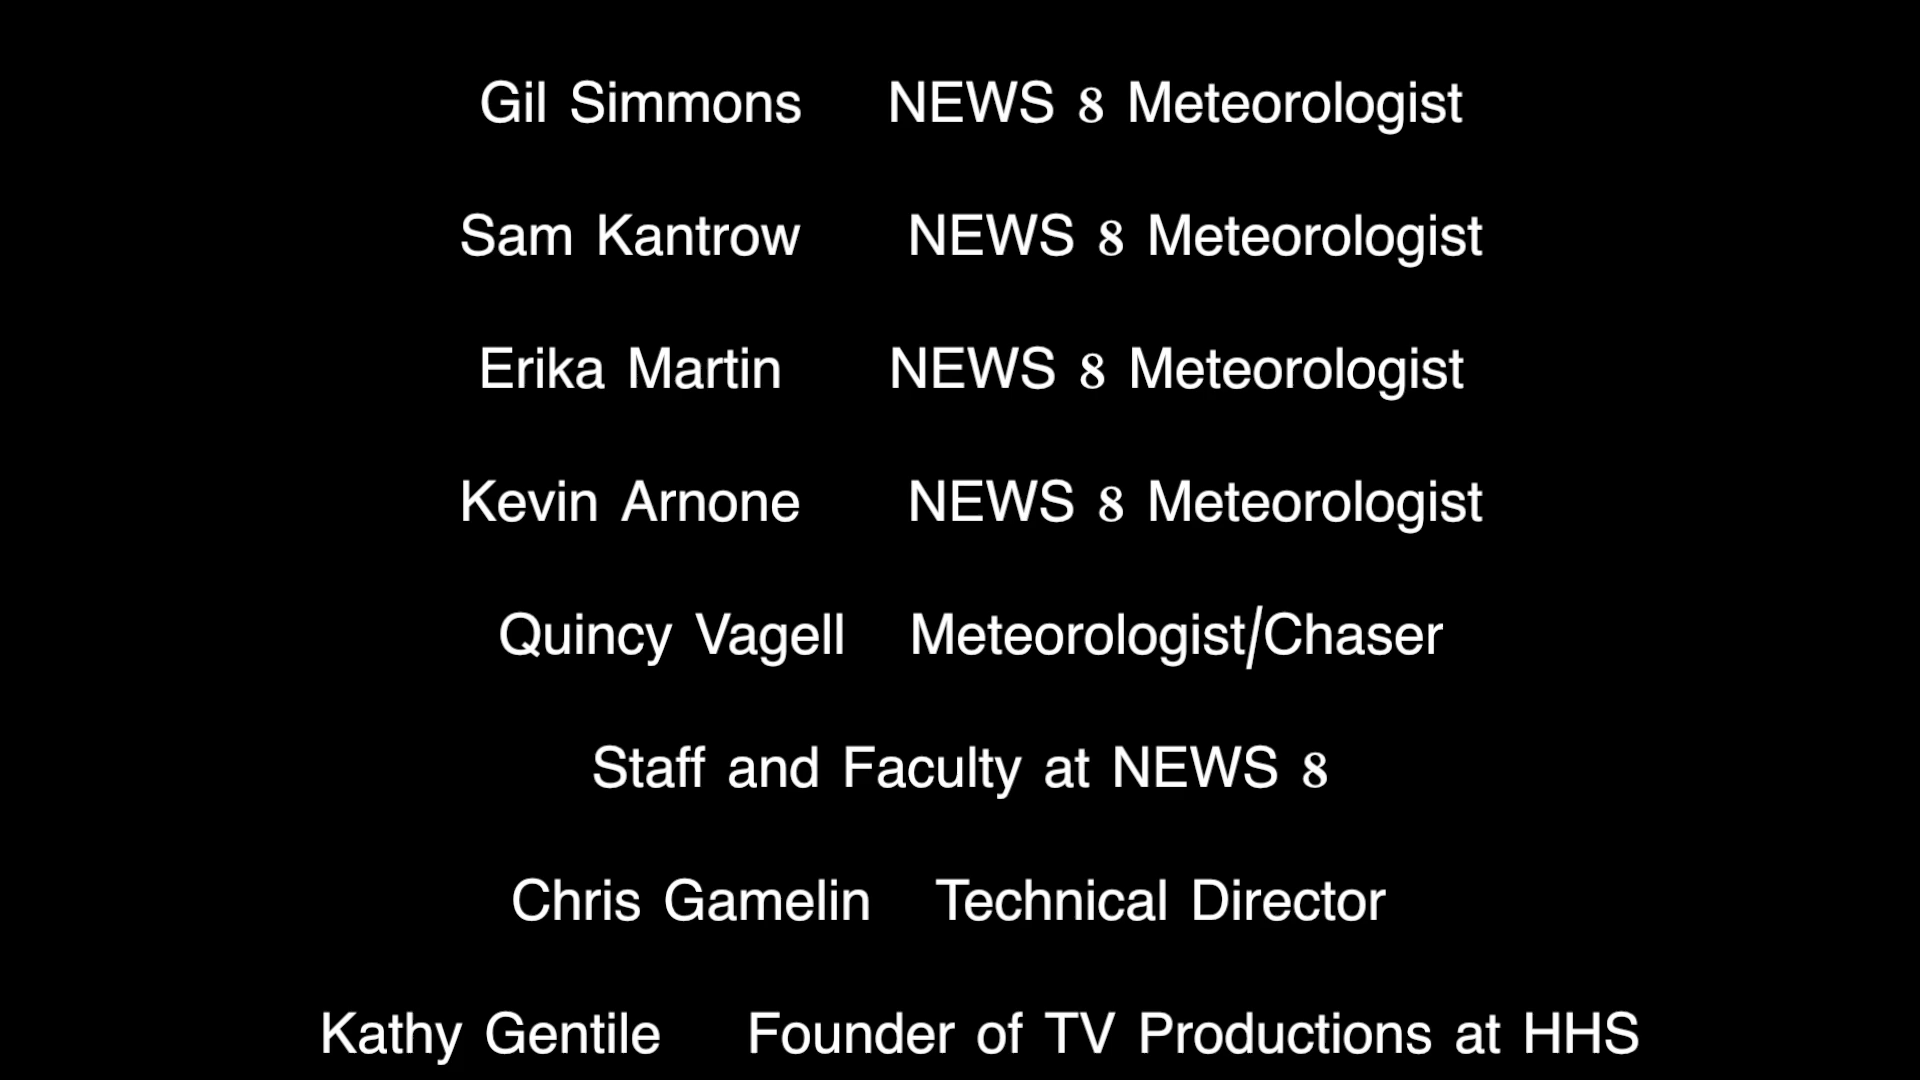 Gil Simmons NEWS 8 Meteorologist
Sam Kantrow NEWS 8 Meteorologist
Erika Martin NEWS 8 Meteorologist
Kevin Arnone NEWS 8 Meteorologist
Quincy Vagell Meteorologist/Chaser
Staff and Faculty at NEWS 8
Chris Gamelin Technical Director
Kathy Gentile Founder of TV Productions at HHS